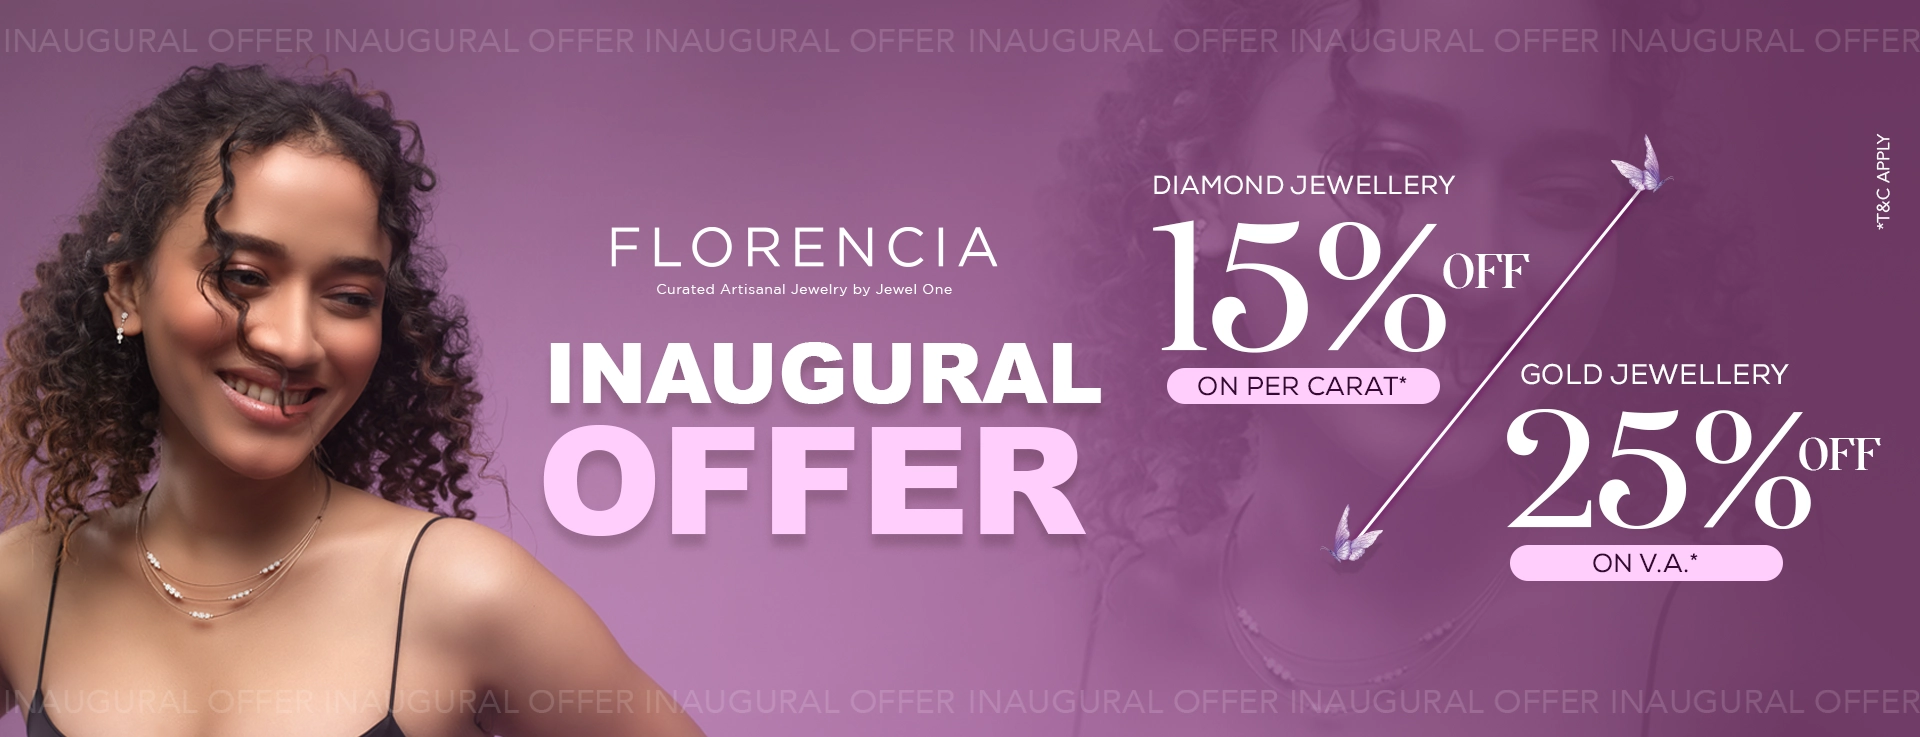 INAUGURAL OFFER INAUGURAL OFFER INAUGURAL OFFER INAUGURAL OFFER INAUGURAL OFFER INAUGURAL OFFER
FLORENCIA
Curated Artisanal Jewelry by Jewel One
INAUGURAL
OFFER
DIAMOND JEWELLERY
15% OFF
ON PER CARAT*
GOLD JEWELLERY
25% OFF
ON V.A.*
*T&C APPLY
INAUGURAL OFFER INAUGURAL OFFER INAUGURAL OFFER INAUGURAL OFFER INAUGURAL OFFER INAUGURAL OFFER